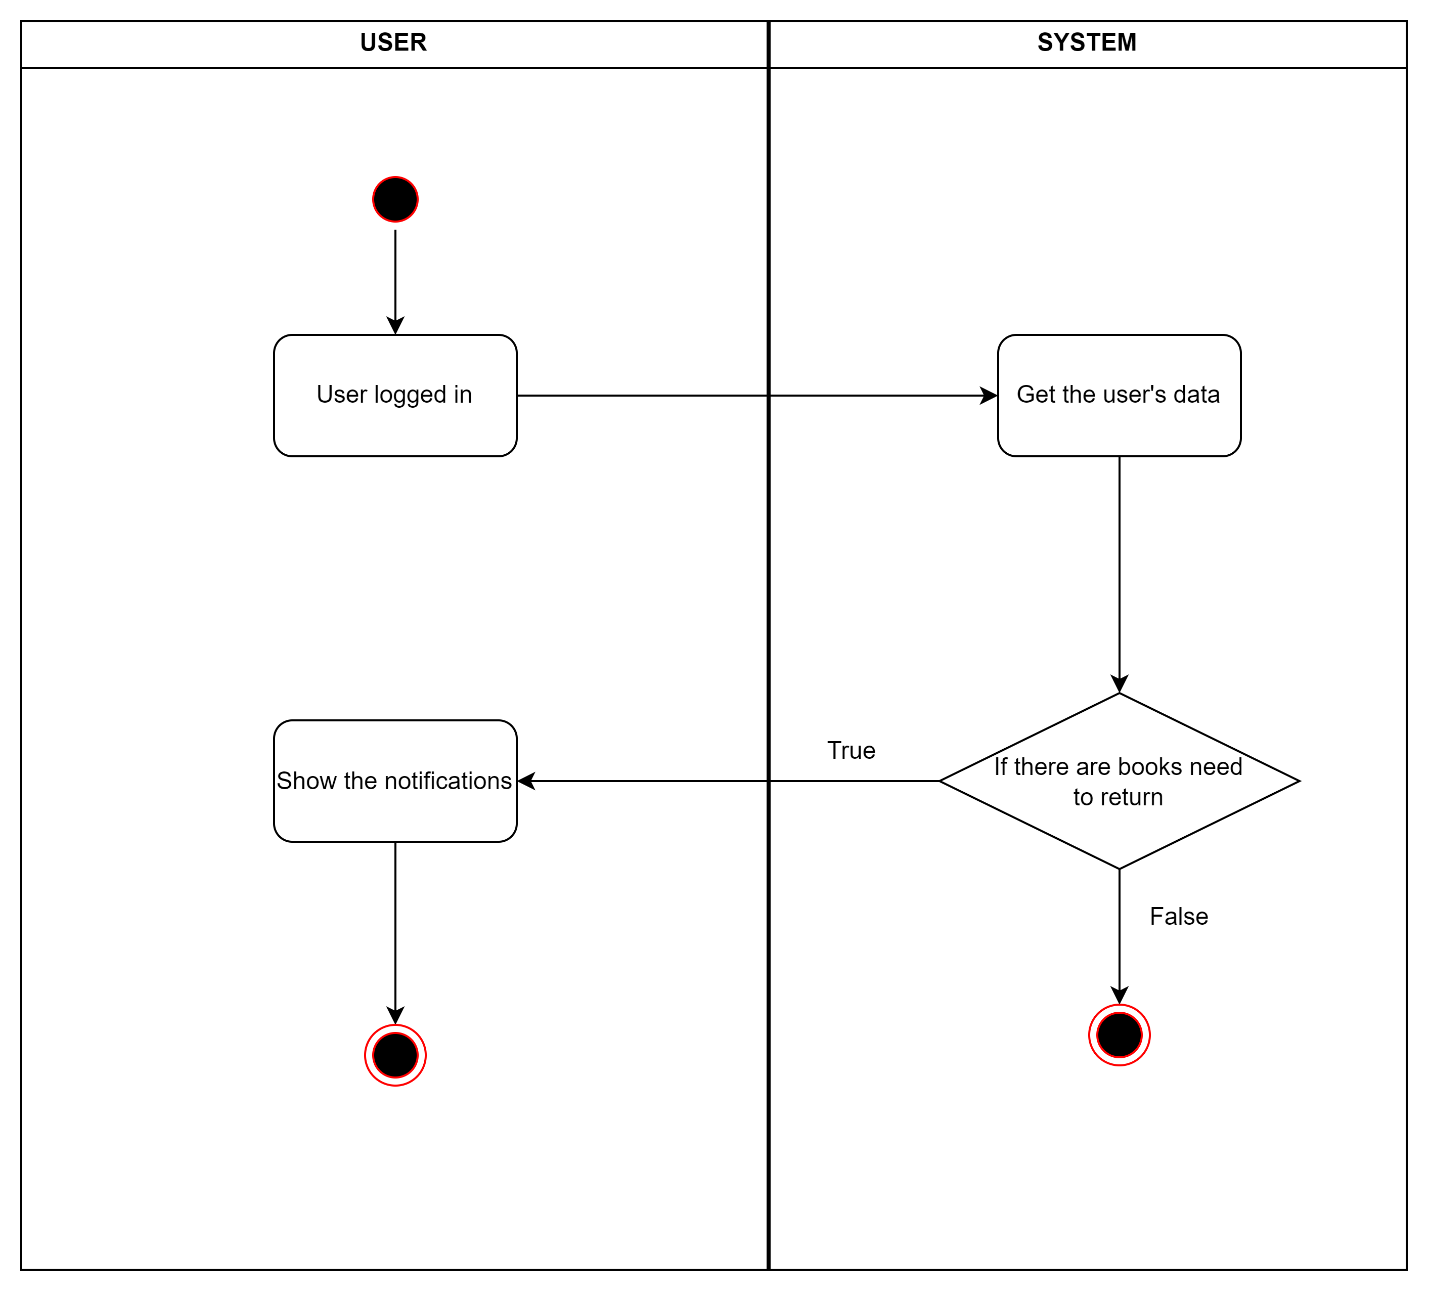 USER
SYSTEM
User logged in
Get the user's data
True
If there are books need
to return
Show the notifications
False